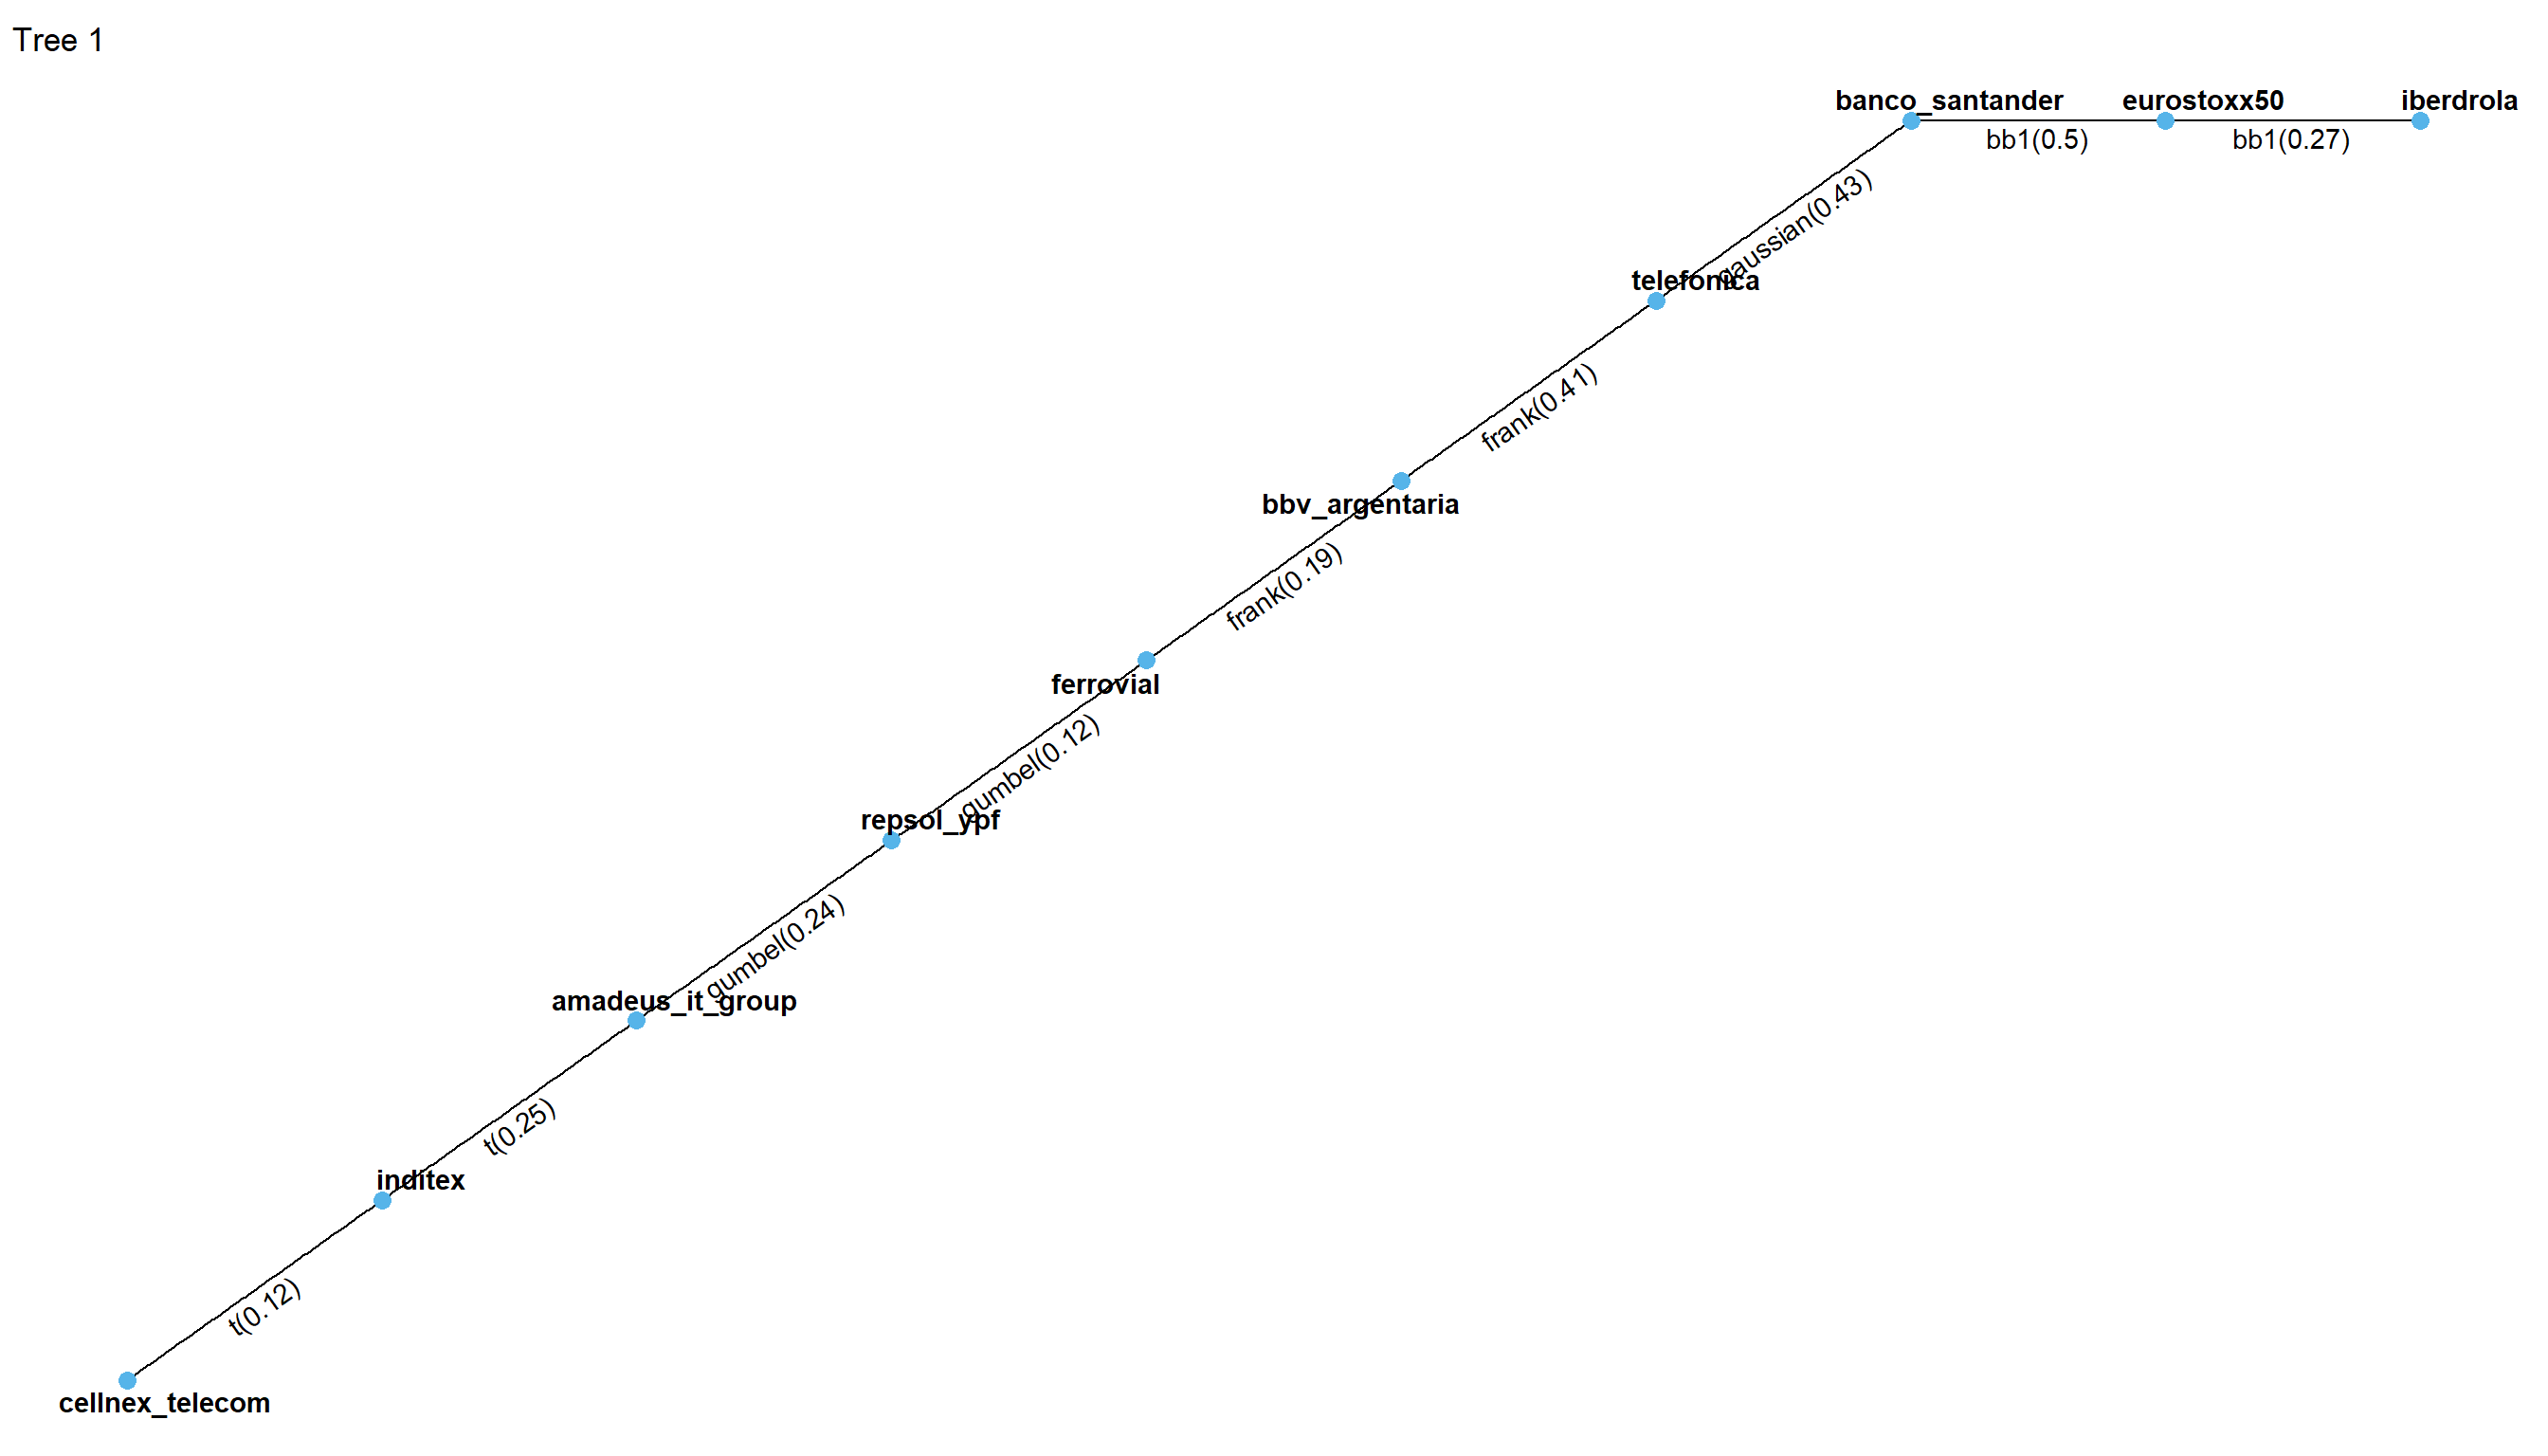 Tree 1
banco_santander
eurostoxx50
iberdrola
bb1(0.5)
bb1(0.27)
gaussian(0.43)
telefonica
frank(0.41)
bbv_argentaria
frank(0.19)
ferrovial
gumbel(0.12)
repsol_ypf
gumbel(0.24)
amadeus_it_group
t(0.25)
inditex
t(0.12)
cellnex_telecom